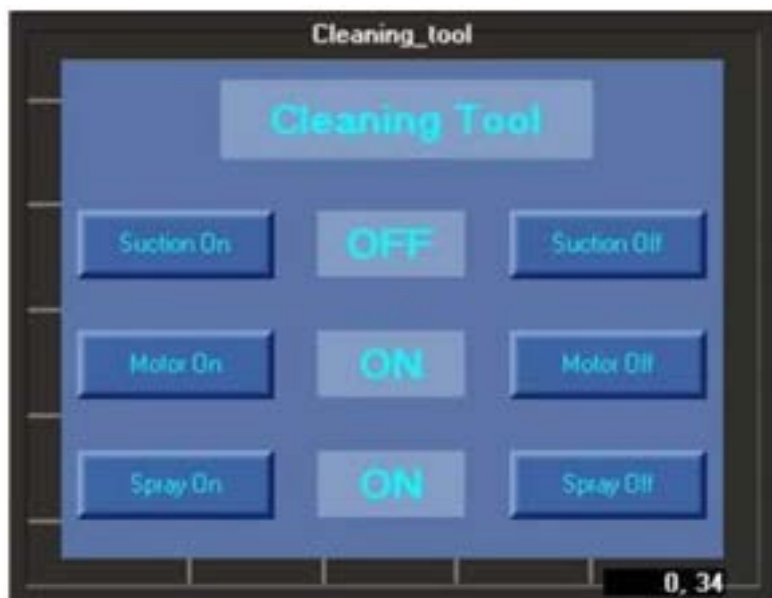 Cleaning_tool
Cleaning Tool
Suction On OFF Suction Off
Motor On ON Motor Off
Spray On ON Spray Off
0, 34